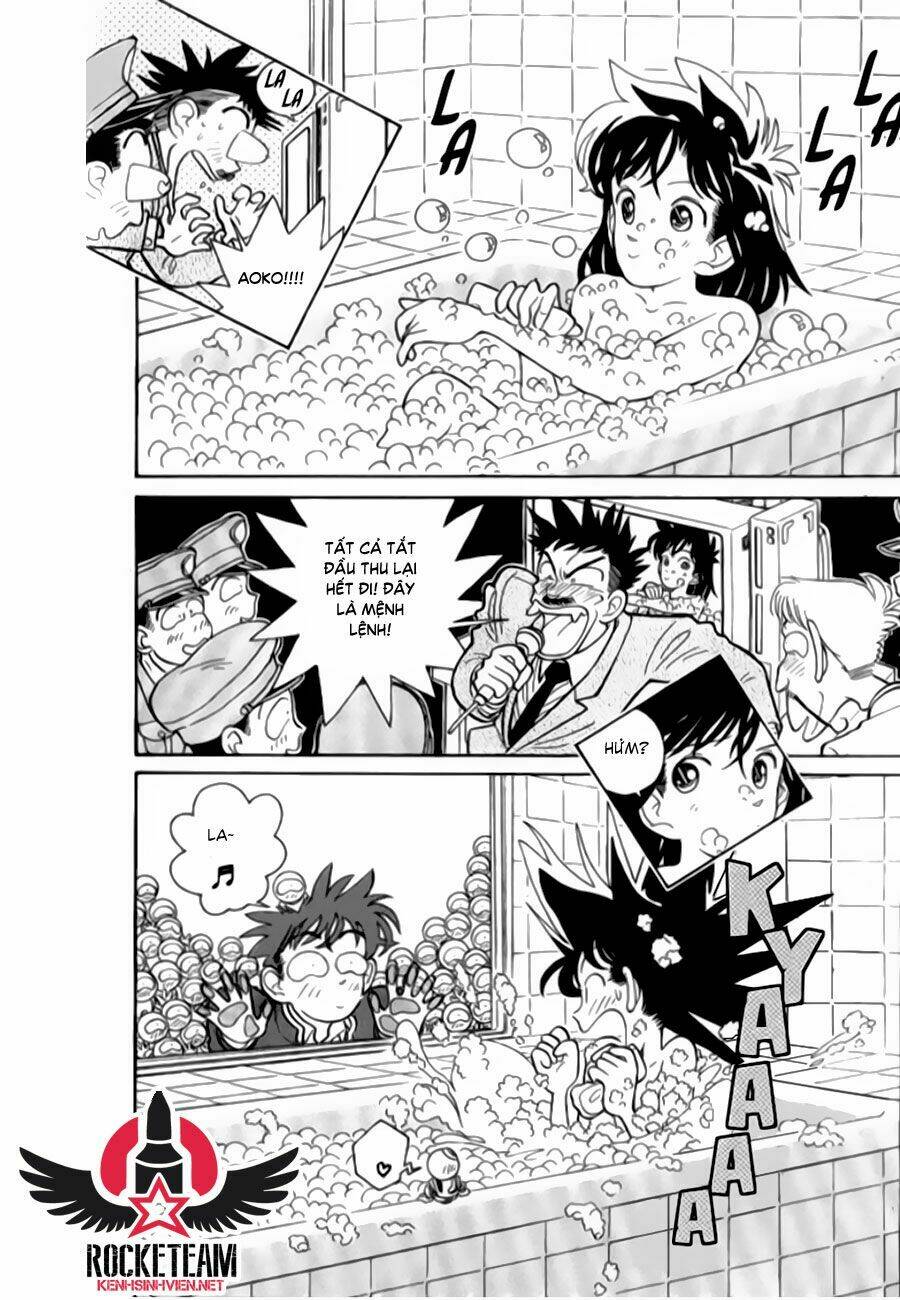 LA
LA
AOKO!!!!
LA
LA
LA
LA
TẤT CẢ TẮT
ĐẦU THU LẠI
HẾT ĐI! ĐÂY
LÀ MỆNH
LỆNH!
HỬM?
LA~
KYAAAAA
ROCKETEAM
KENHSINHVIEN.NET